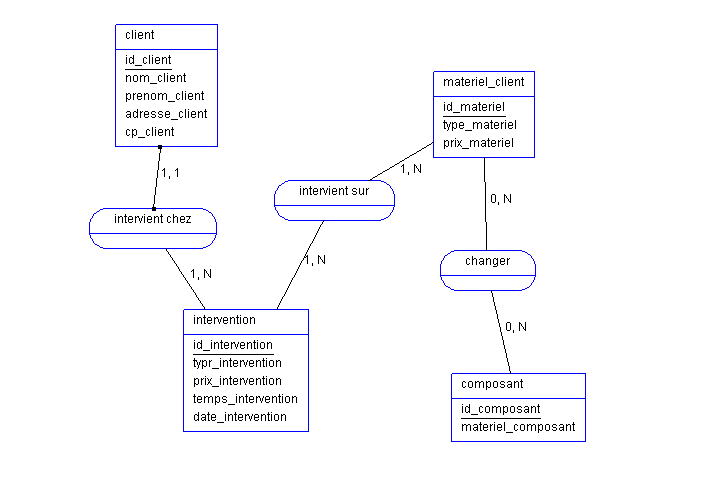 client
id_client
nom_client
prenom_client
adresse_client
cp_client
materiel_client
id_materiel
type_materiel
prix_materiel
1, 1
1, N
intervient sur
0, N
intervient chez
1, N
changer
1, N
intervention
id_intervention
typr_intervention
prix_intervention
temps_intervention
date_intervention
0, N
composant
id_composant
materiel_composant